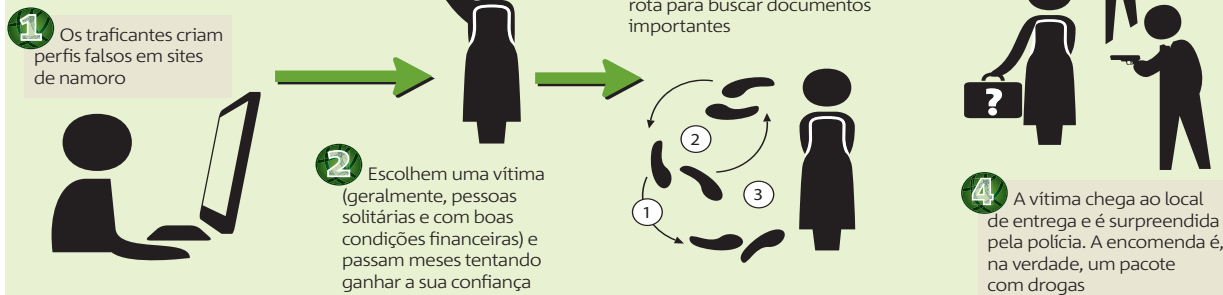 1 Os traficantes criam
perfis falsos em sites
de namoro
2 Escolhem uma vítima
(geralmente, pessoas
solitárias e com boas
condições financeiras) e
passam meses tentando
ganhar a sua confiança
rota para buscar documentos
importantes
2
3
1
?
4 A vítima chega ao local
de entrega e é surpreendida
pela polícia. A encomenda é,
na verdade, um pacote
com drogas